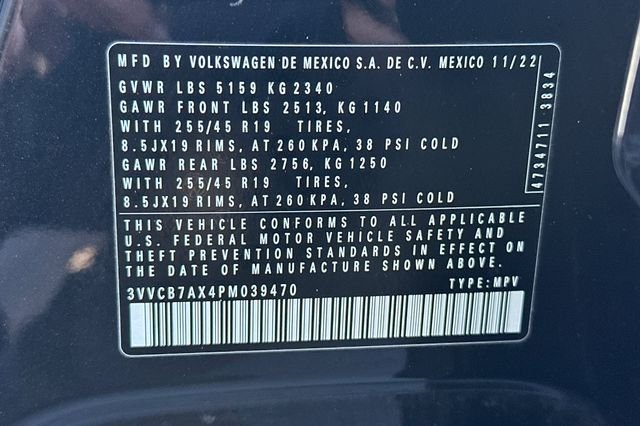 MFD BY VOLKSWAGEN DE MEXICO S.A. DE C.V. MEXICO 11/22
GVWR LBS 5159 KG 2340
GAWR FRONT LBS 2513, KG 1140
WITH 255/45 R19 TIRES,
8.5JX19 RIMS, AT 260 KPA, 38 PSI COLD
GAWR REAR LBS 2756, KG 1250
WITH 255/45 R19 TIRES,
8.5JX19 RIMS, AT 260 KPA, 38 PSI COLD
4734711 3834
THIS VEHICLE CONFORMS TO ALL APPLICABLE
U.S. FEDERAL MOTOR VEHICLE SAFETY AND
THEFT PREVENTION STANDARDS IN EFFECT ON
THE DATE OF MANUFACTURE SHOWN ABOVE.
3VVCB7AX4PM039470 TYPE: MPV